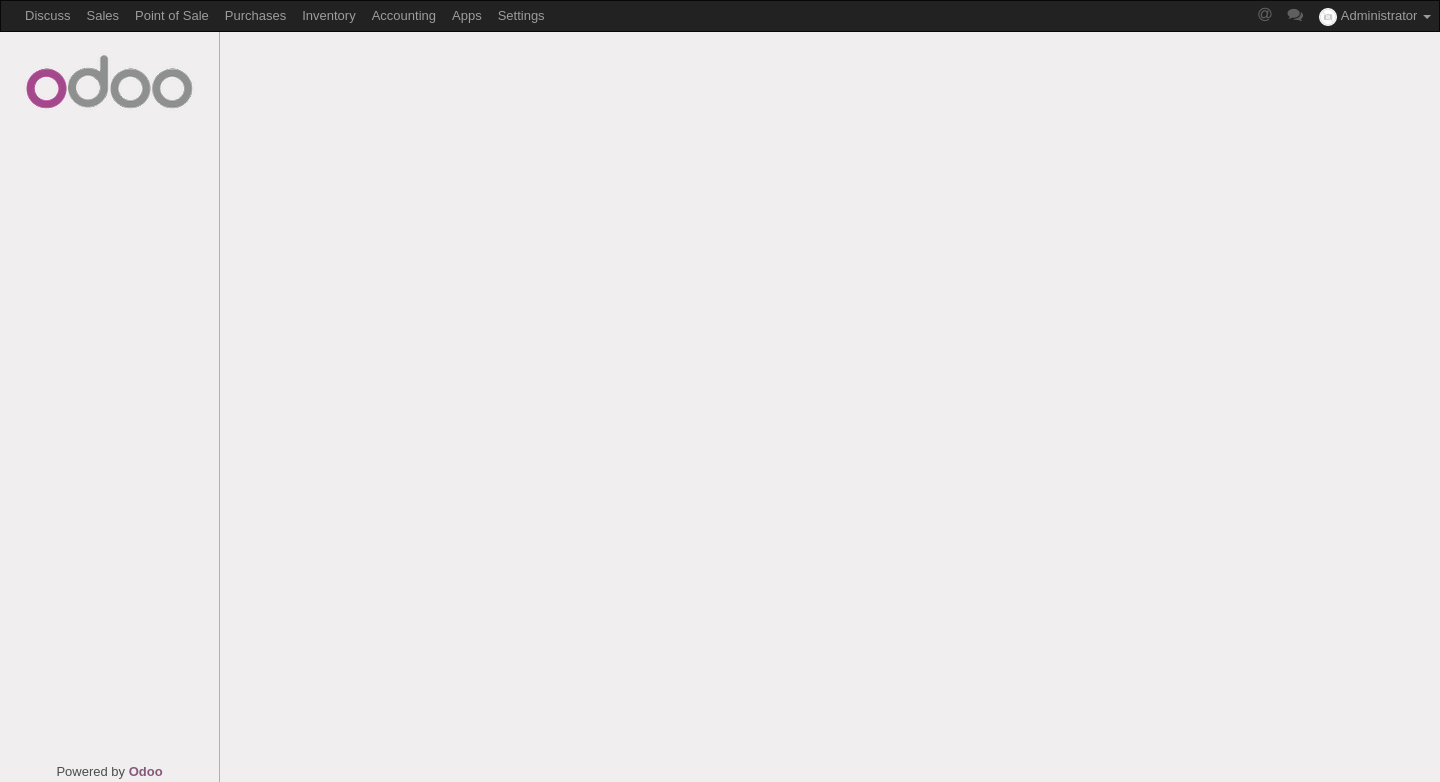 Discuss Sales Point of Sale Purchases Inventory Accounting Apps Settings @ Administrator
odoo
Powered by Odoo